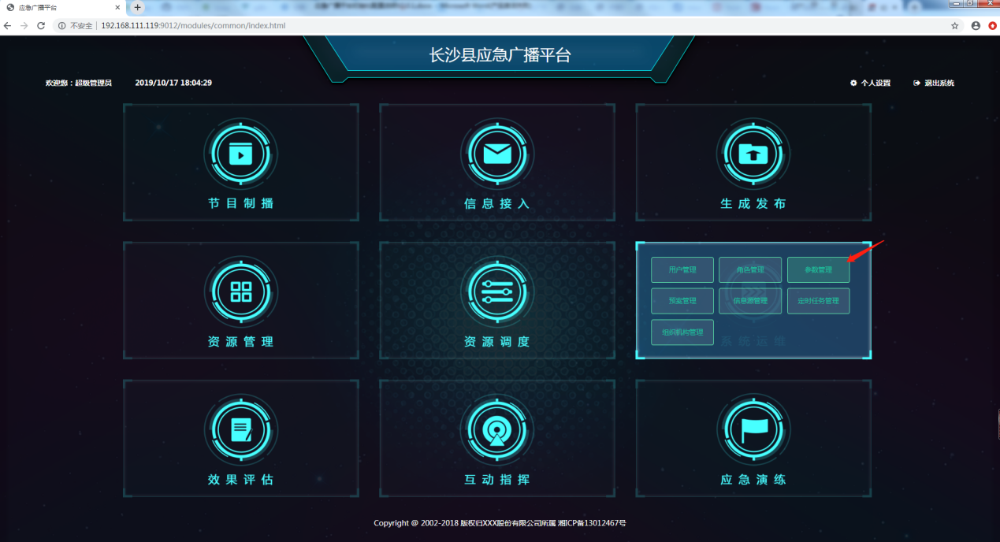 应急广播平台
不安全 | 192.168.111.119:9012/modules/common/index.html
长沙县应急广播平台
欢迎您：超级管理员 2019/10/17 18:04:29 个人设置 退出系统
节目制播 信息接入 生成发布
用户管理 角色管理 参数管理
预案管理 信息源管理 定时任务管理
组织机构管理
资源管理 资源调度 系统运维
效果评估 互动指挥 应急演练
Copyright @ 2002-2018 版权归XXX股份有限公司所属 湘ICP备13012467号